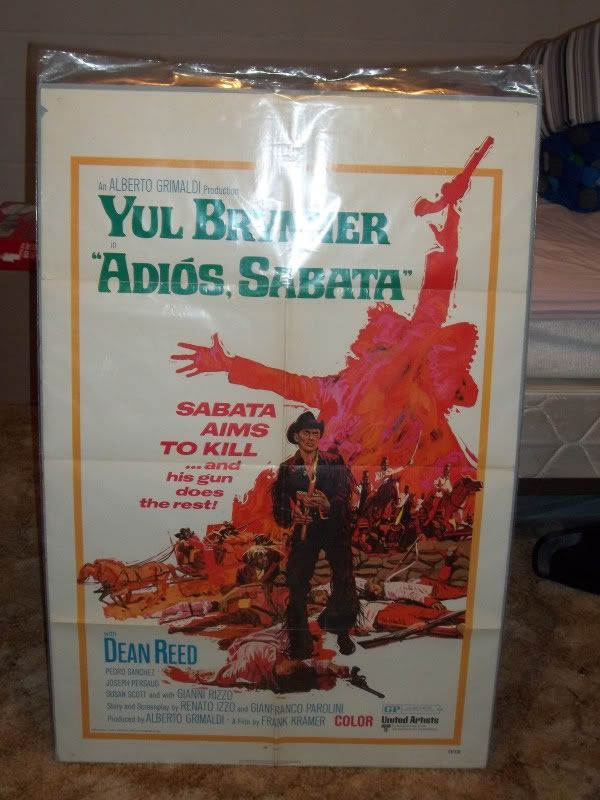 An ALBERTO GRIMALDI Production
YUL BRYNNER
in
"ADIÓS, SABATA"
SABATA
AIMS
TO KILL
...and
his gun
does
the rest!
with
DEAN REED
PEDRO SANCHEZ
JOSEPH PERSAUD
SUSAN SCOTT and with GIANNI RIZZO
Story and Screenplay by RENATO IZZO and GIANFRANCO PAROLINI
Produced by ALBERTO GRIMALDI · A Film by FRANK KRAMER
COLOR
GP
United Artists